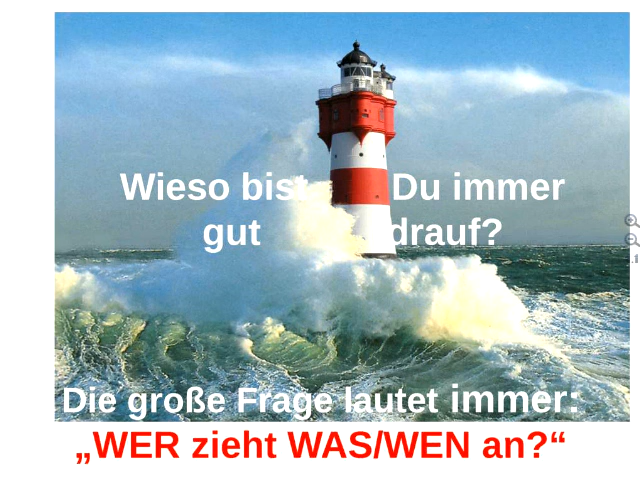 Wieso bist Du immer
gut drauf?
Die große Frage lautet immer:
„WER zieht WAS/WEN an?“